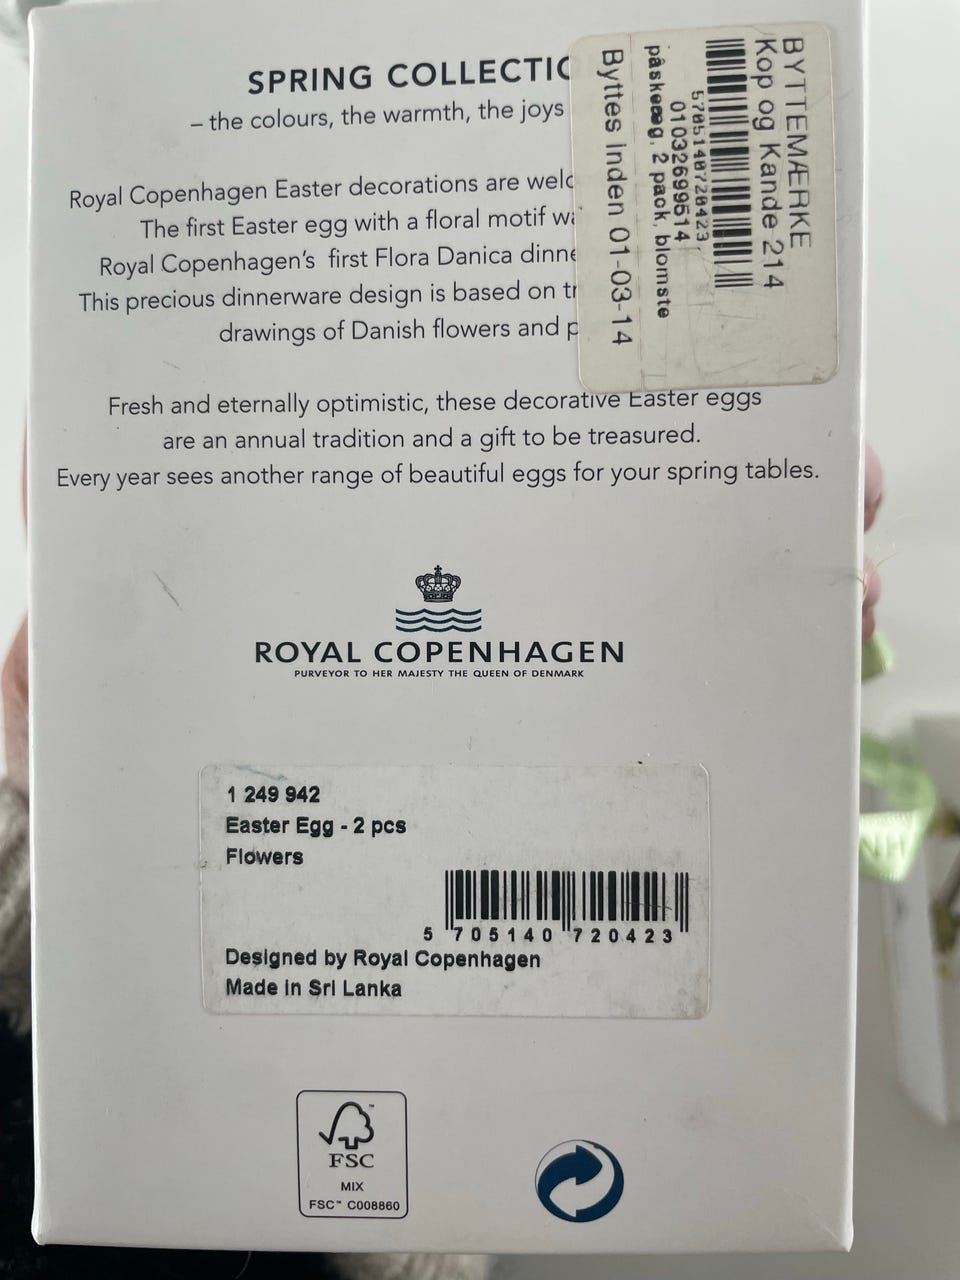 SPRING COLLECTIO
– the colours, the warmth, the joys
Royal Copenhagen Easter decorations are welc
The first Easter egg with a floral motif wa
Royal Copenhagen's first Flora Danica dinne
This precious dinnerware design is based on tr
drawings of Danish flowers and p
Fresh and eternally optimistic, these decorative Easter eggs
are an annual tradition and a gift to be treasured.
Every year sees another range of beautiful eggs for your spring tables.
BYTTEMÆRKE
Kop og Kande 214
5705140720423
01032699514
påskeæg, 2 pack, blomste
Byttes inden 01-03-14
ROYAL COPENHAGEN
PURVEYOR TO HER MAJESTY THE QUEEN OF DENMARK
1 249 942
Easter Egg - 2 pcs
Flowers
5 705140 720423
Designed by Royal Copenhagen
Made in Sri Lanka
FSC
MIX
FSC™ C008860